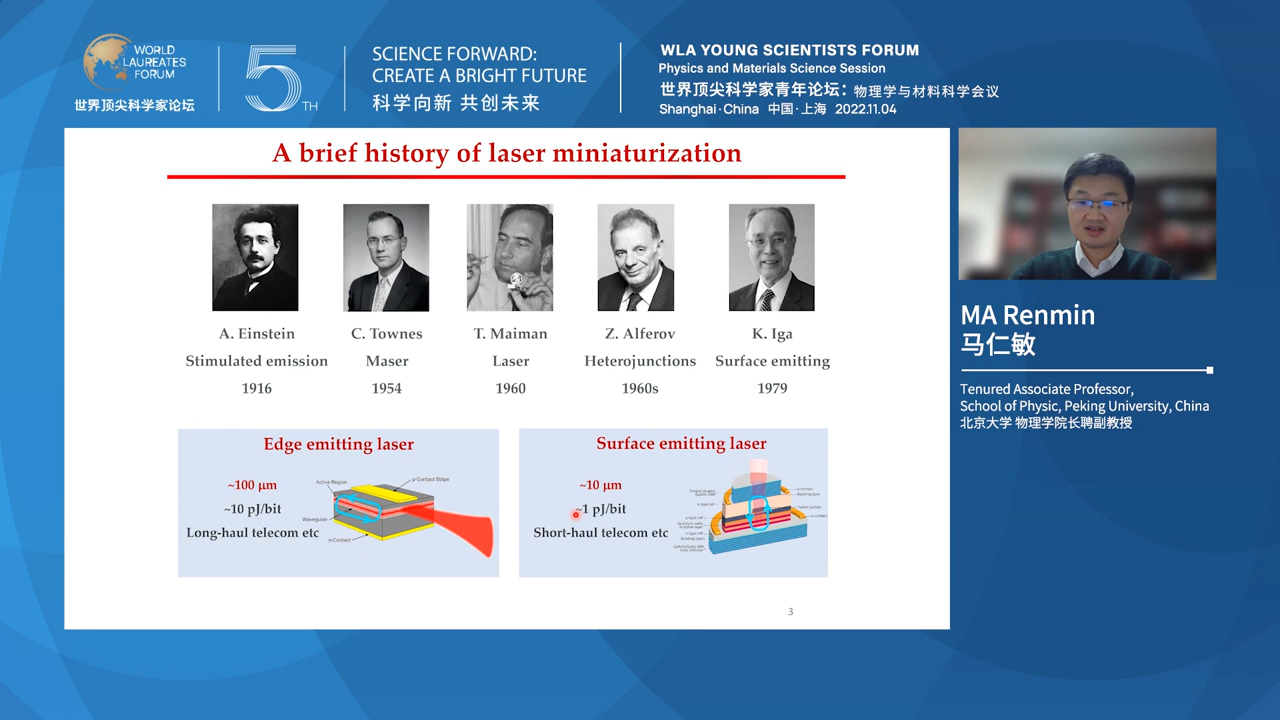 WORLD
LAUREATES
FORUM
世界顶尖科学家论坛
5TH
SCIENCE FORWARD:
CREATE A BRIGHT FUTURE
科学向新 共创未来
WLA YOUNG SCIENTISTS FORUM
Physics and Materials Science Session
世界顶尖科学家青年论坛：物理学与材料科学会议
Shanghai·China 中国·上海 2022.11.04
A brief history of laser miniaturization
A. Einstein
Stimulated emission
1916
C. Townes
Maser
1954
T. Maiman
Laser
1960
Z. Alferov
Heterojunctions
1960s
K. Iga
Surface emitting
1979
Edge emitting laser
~100 μm
~10 pJ/bit
Long-haul telecom etc
Active Region
p-Contact Stripe
Waveguide
n-Contact
Surface emitting laser
~10 μm
~1 pJ/bit
Short-haul telecom etc
3
MA Renmin
马仁敏
Tenured Associate Professor,
School of Physic, Peking University, China
北京大学 物理学院长聘副教授